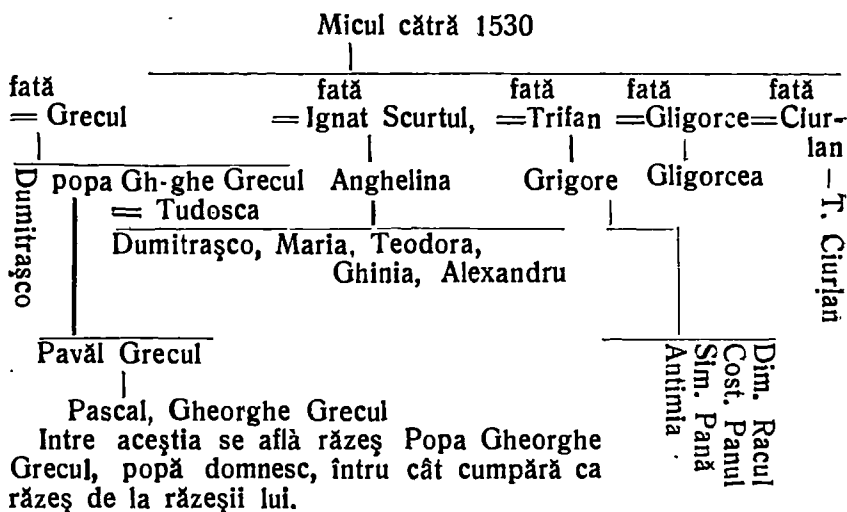 Micul cătră 1530
fată fată fată fată fată
= Grecul = Ignat Scurtul, =Trifan =Gligorce=Ciur-
lan
Dumitraşco
popa Gh-ghe Grecul Anghelina Grigore Gligorcea
= Tudosca
– T. Ciurlan
Dumitraşco, Maria, Teodora,
Ghinia, Alexandru
Pavăl Grecul
Dim. Racul
Cost. Panul
Sim. Pană
Antimia
Pascal, Gheorghe Grecul
Intre aceştia se aflà răzeş Popa Gheorghe
Grecul, popă domnesc, întru cât cumpără ca
răzeş de la răzeşii lui.